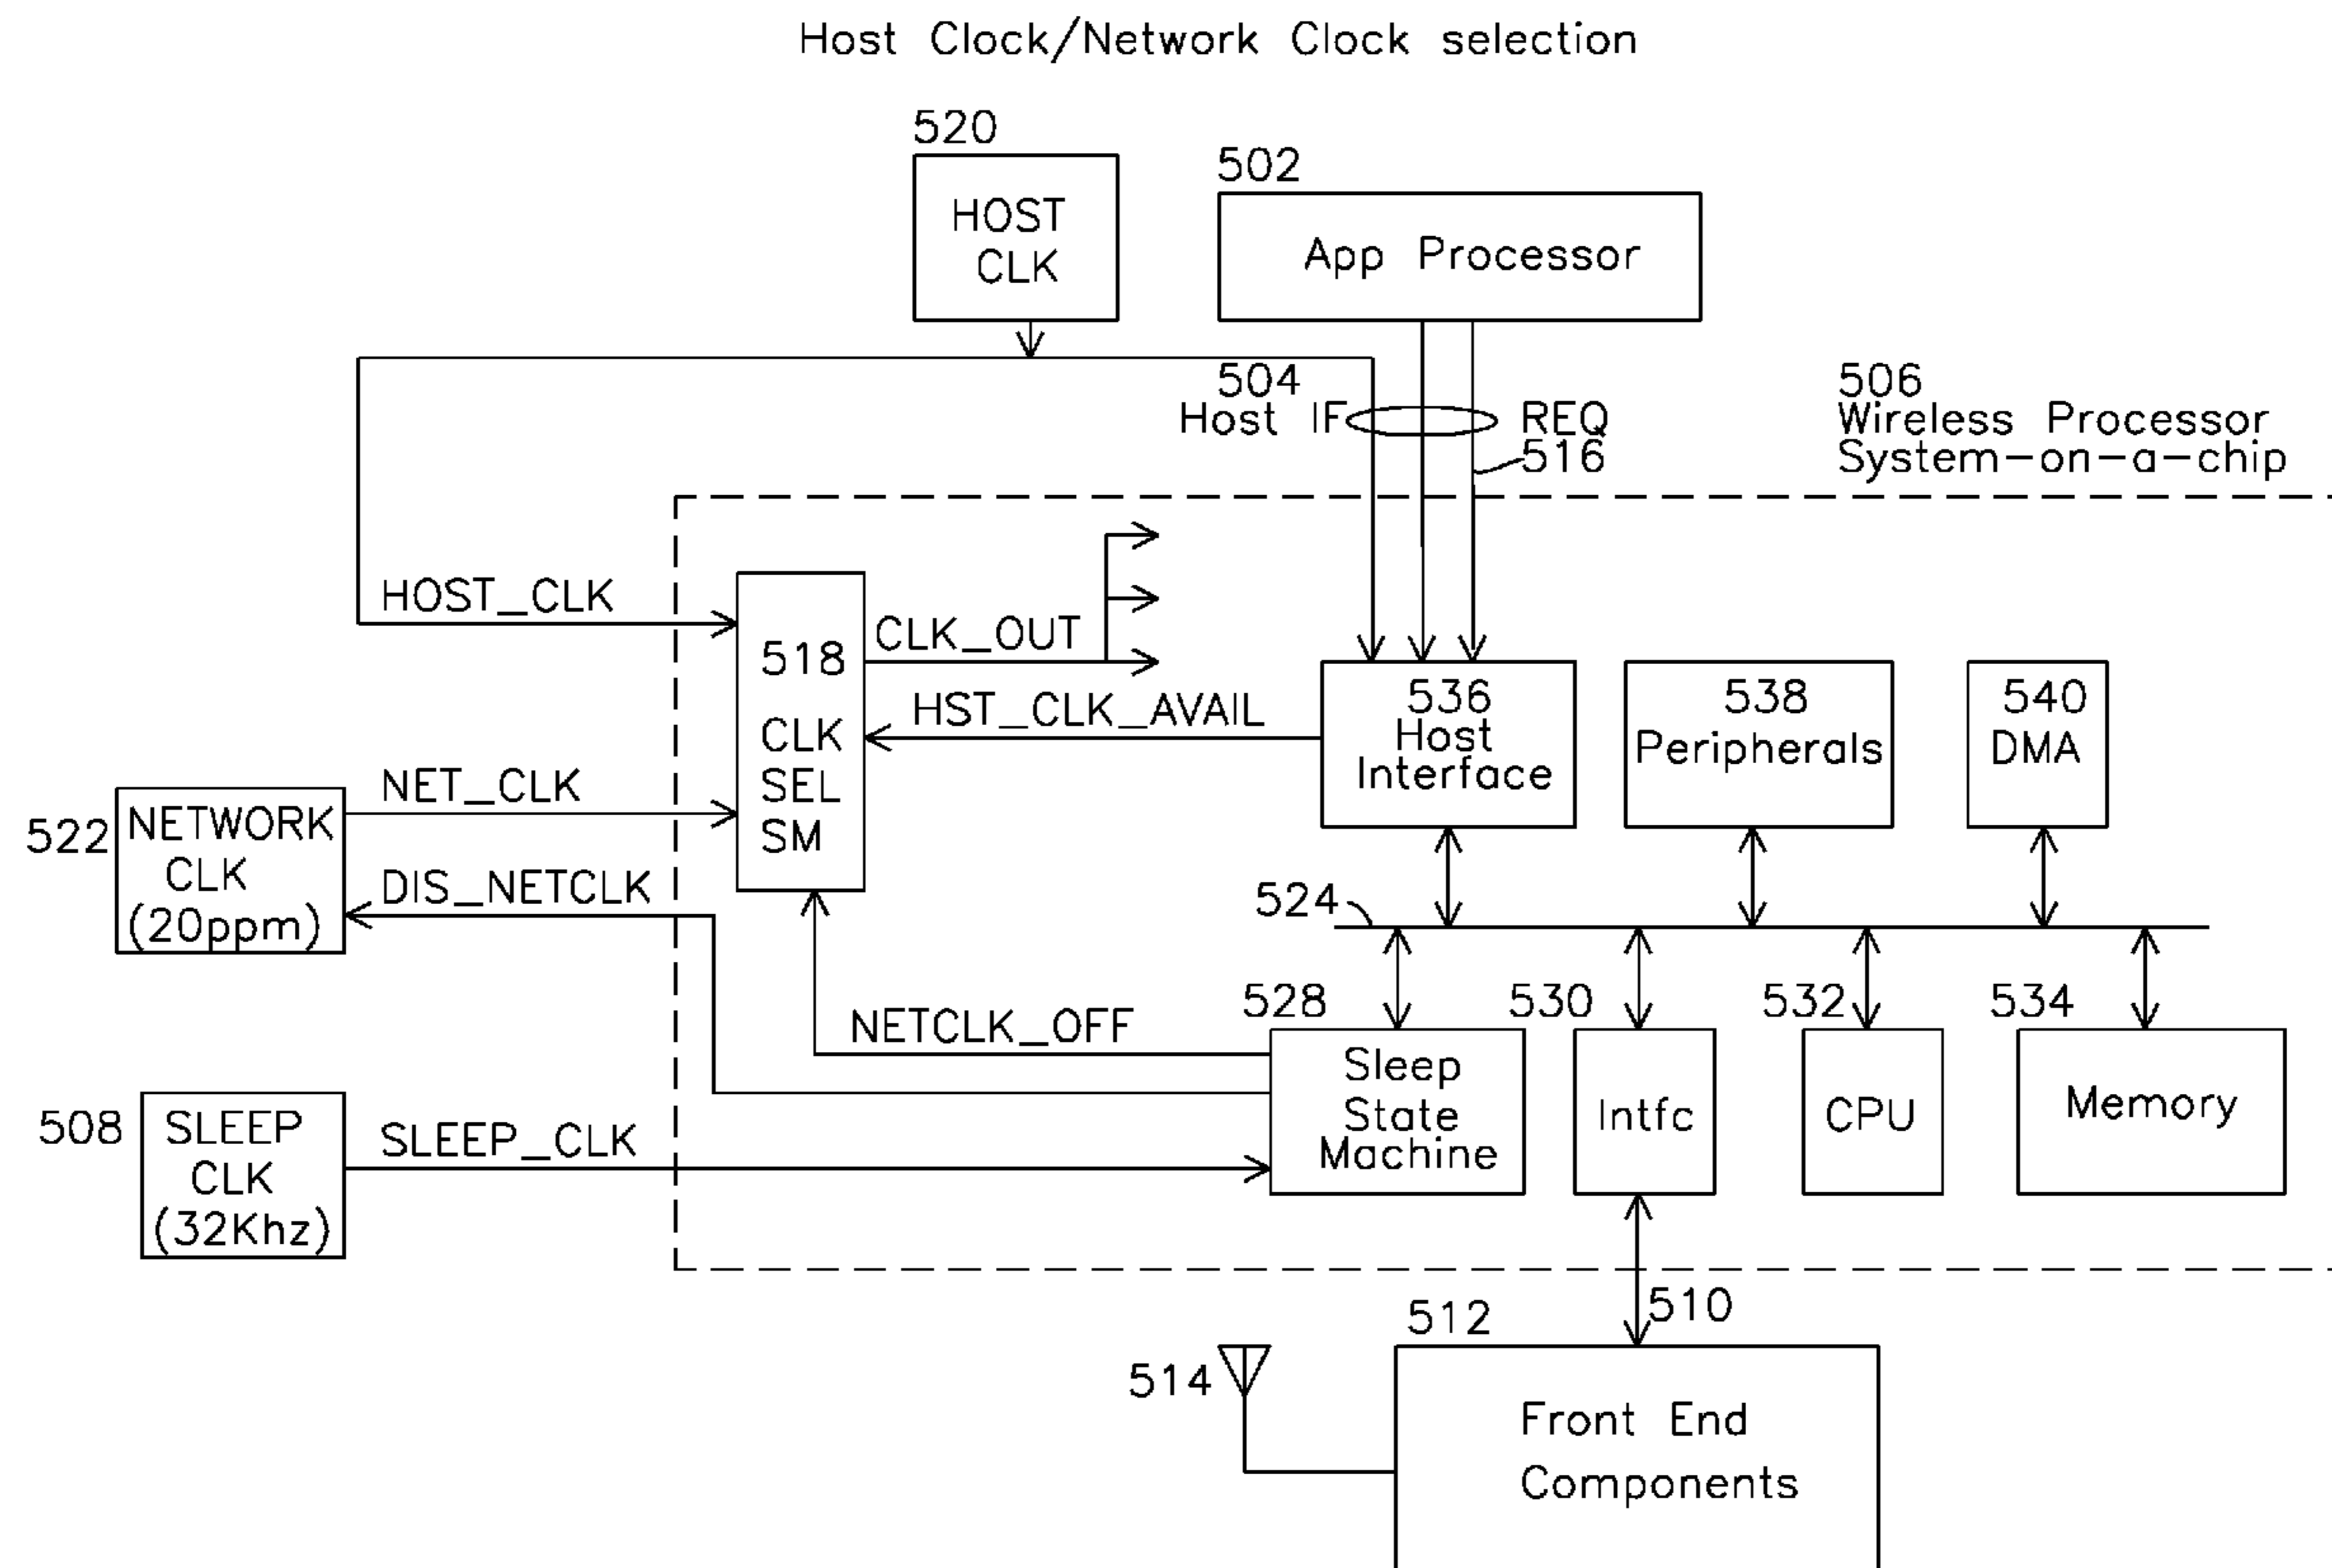 Host Clock/Network Clock selection
520
HOST
CLK
502
App Processor
504
Host IF
REQ
516
506
Wireless Processor
System-on-a-chip
HOST_CLK
518
CLK
SEL
SM
CLK_OUT
HST_CLK_AVAIL
536
Host
Interface
538
Peripherals
540
DMA
NET_CLK
522
NETWORK
CLK
(20ppm)
DIS_NETCLK
524
NETCLK_OFF
528
Sleep
State
Machine
530
Intfc
532
CPU
534
Memory
508
SLEEP
CLK
(32Khz)
SLEEP_CLK
510
512
514
Front End
Components